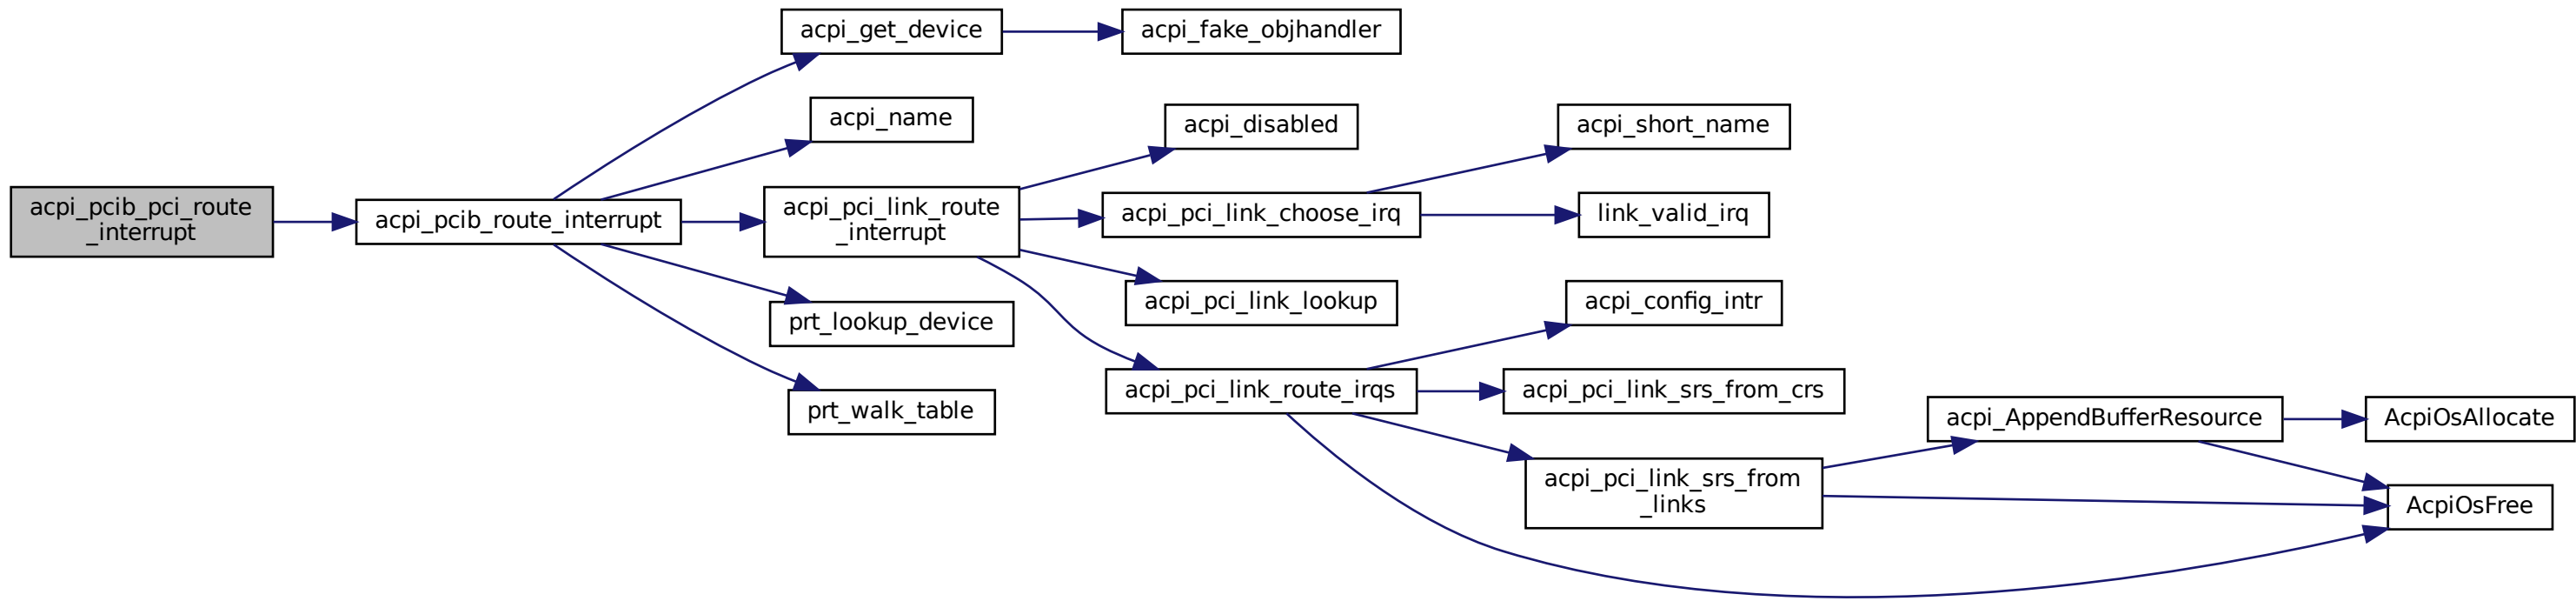 acpi_pcib_pci_route
_interrupt
acpi_pcib_route_interrupt
acpi_get_device
acpi_fake_objhandler
acpi_name
acpi_pci_link_route
_interrupt
prt_lookup_device
prt_walk_table
acpi_disabled
acpi_pci_link_choose_irq
acpi_pci_link_lookup
acpi_pci_link_route_irqs
acpi_short_name
link_valid_irq
acpi_config_intr
acpi_pci_link_srs_from_crs
acpi_pci_link_srs_from
_links
acpi_AppendBufferResource
AcpiOsAllocate
AcpiOsFree